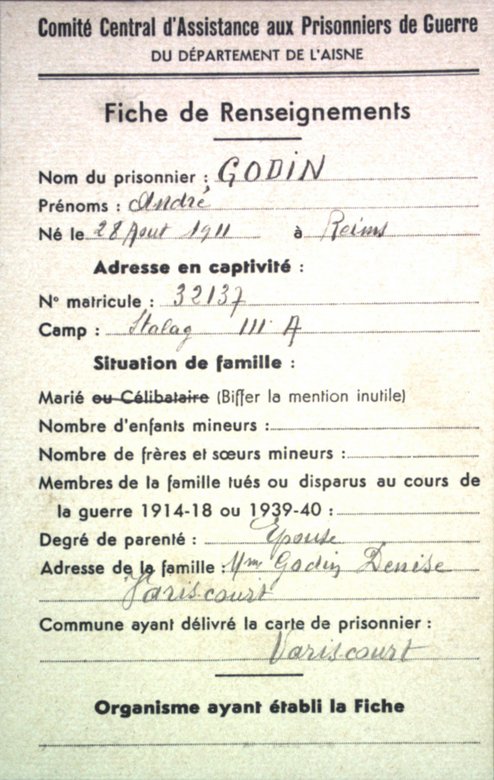 Comité Central d'Assistance aux Prisonniers de Guerre
DU DÉPARTEMENT DE L'AISNE
Fiche de Renseignements
Nom du prisonnier : GODIN
Prénoms : André
Né le 28 Aout 1911 à Reims
Adresse en captivité :
N° matricule : 32137
Camp : Stalag III A
Situation de famille :
Marié ou Célibataire (Biffer la mention inutile)
Nombre d'enfants mineurs :
Nombre de frères et sœurs mineurs :
Membres de la famille tués ou disparus au cours de
la guerre 1914-18 ou 1939-40 :
Degré de parenté : Epouse
Adresse de la famille : Mme Godin Denise
Variscourt
Commune ayant délivré la carte de prisonnier :
Variscourt
Organisme ayant établi la Fiche